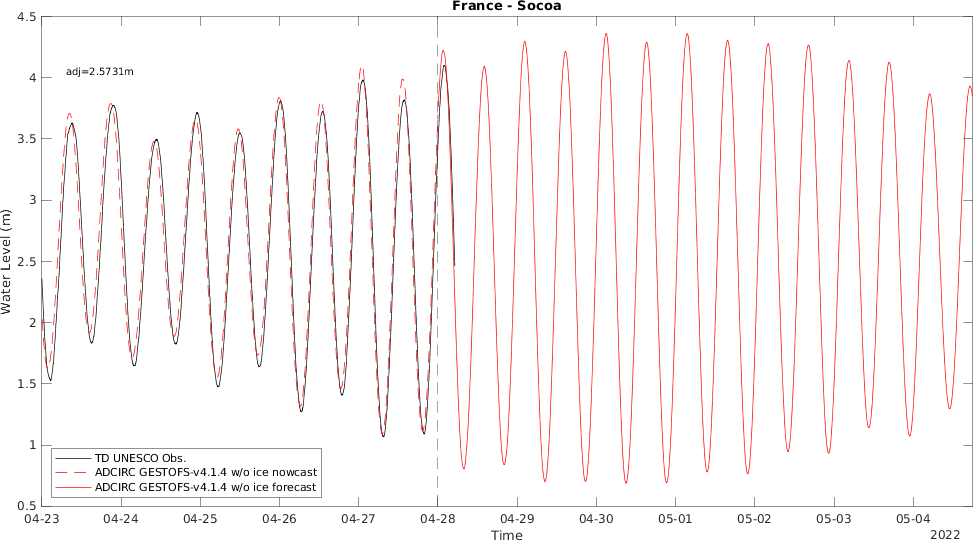 France - Socoa
4.5
4
3.5
3
2.5
2
1.5
1
0.5
Water Level (m)
adj=2.5731m
TD UNESCO Obs.
ADCIRC GESTOFS-v4.1.4 w/o ice nowcast
ADCIRC GESTOFS-v4.1.4 w/o ice forecast
04-23 04-24 04-25 04-26 04-27 04-28 04-29 04-30 05-01 05-02 05-03 05-04
Time
2022